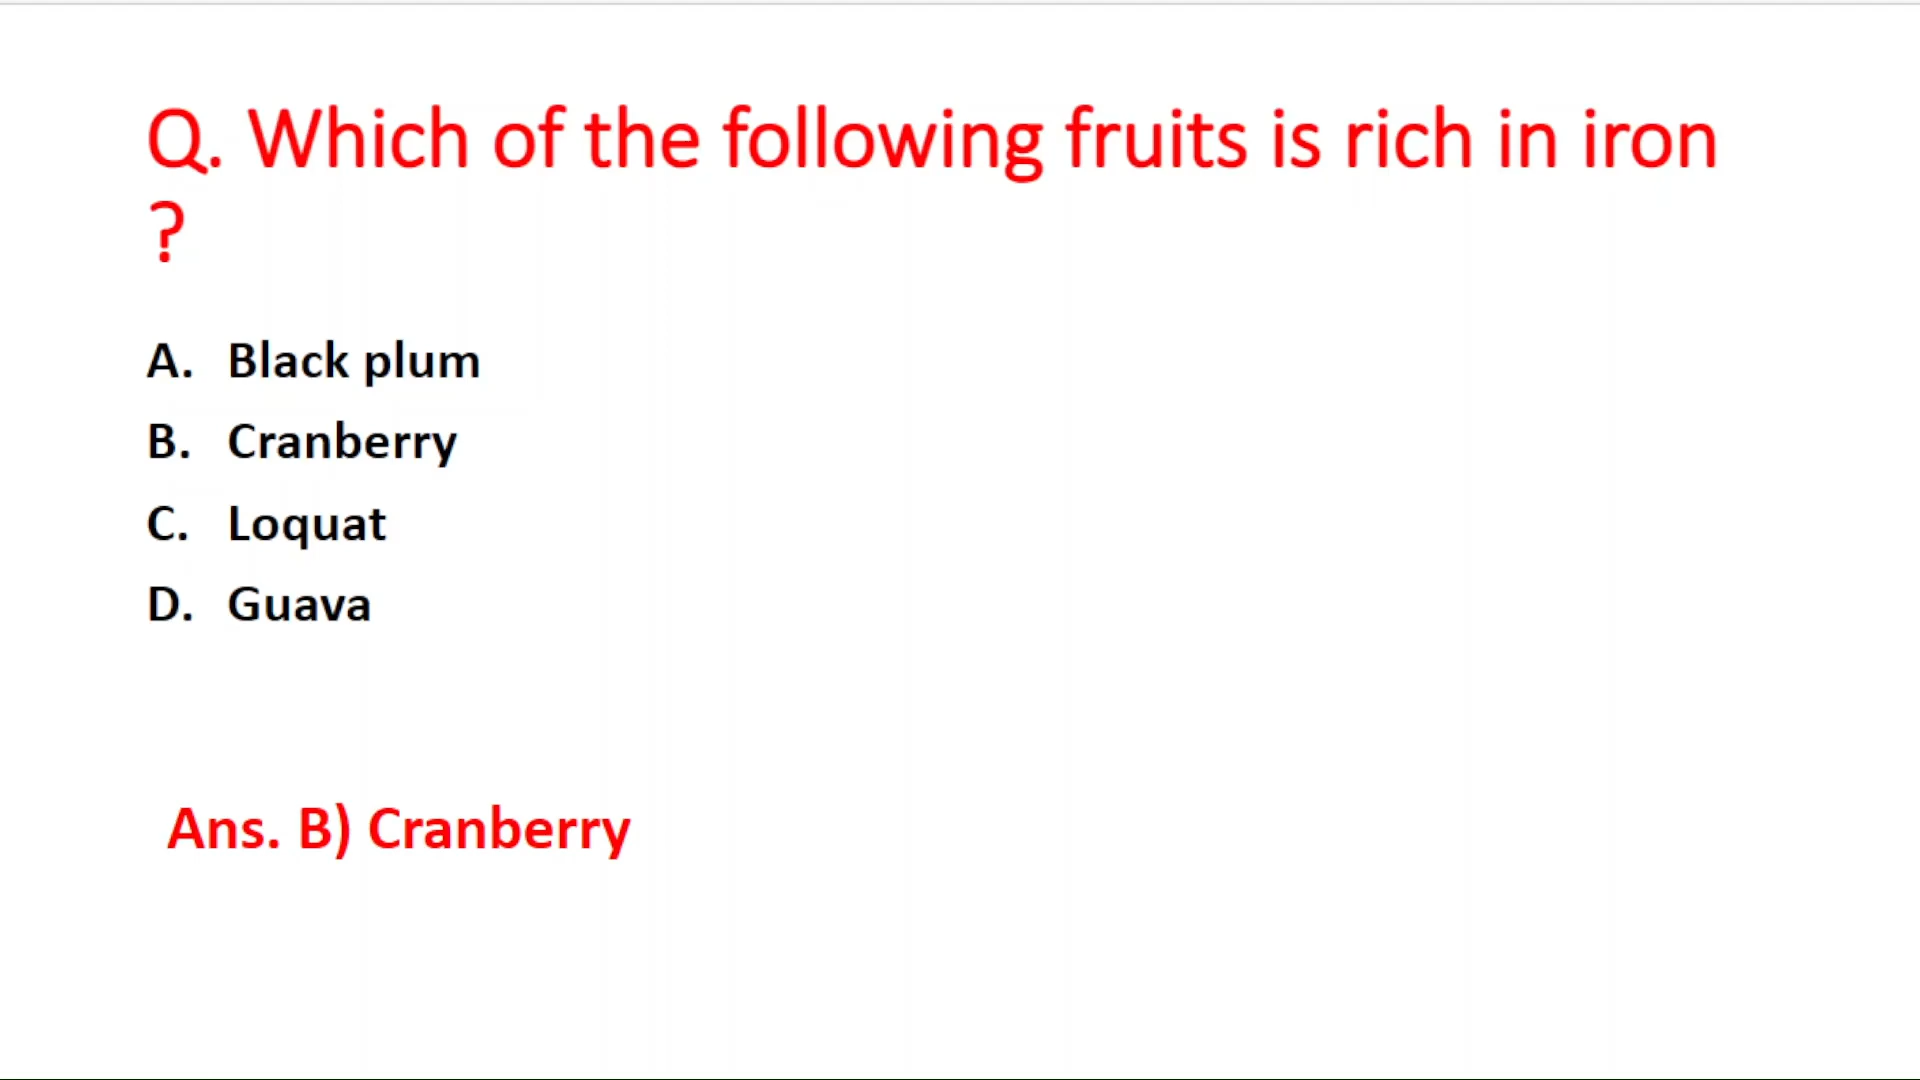 Q. Which of the following fruits is rich in iron
?
A. Black plum
B. Cranberry
C. Loquat
D. Guava
Ans. B) Cranberry